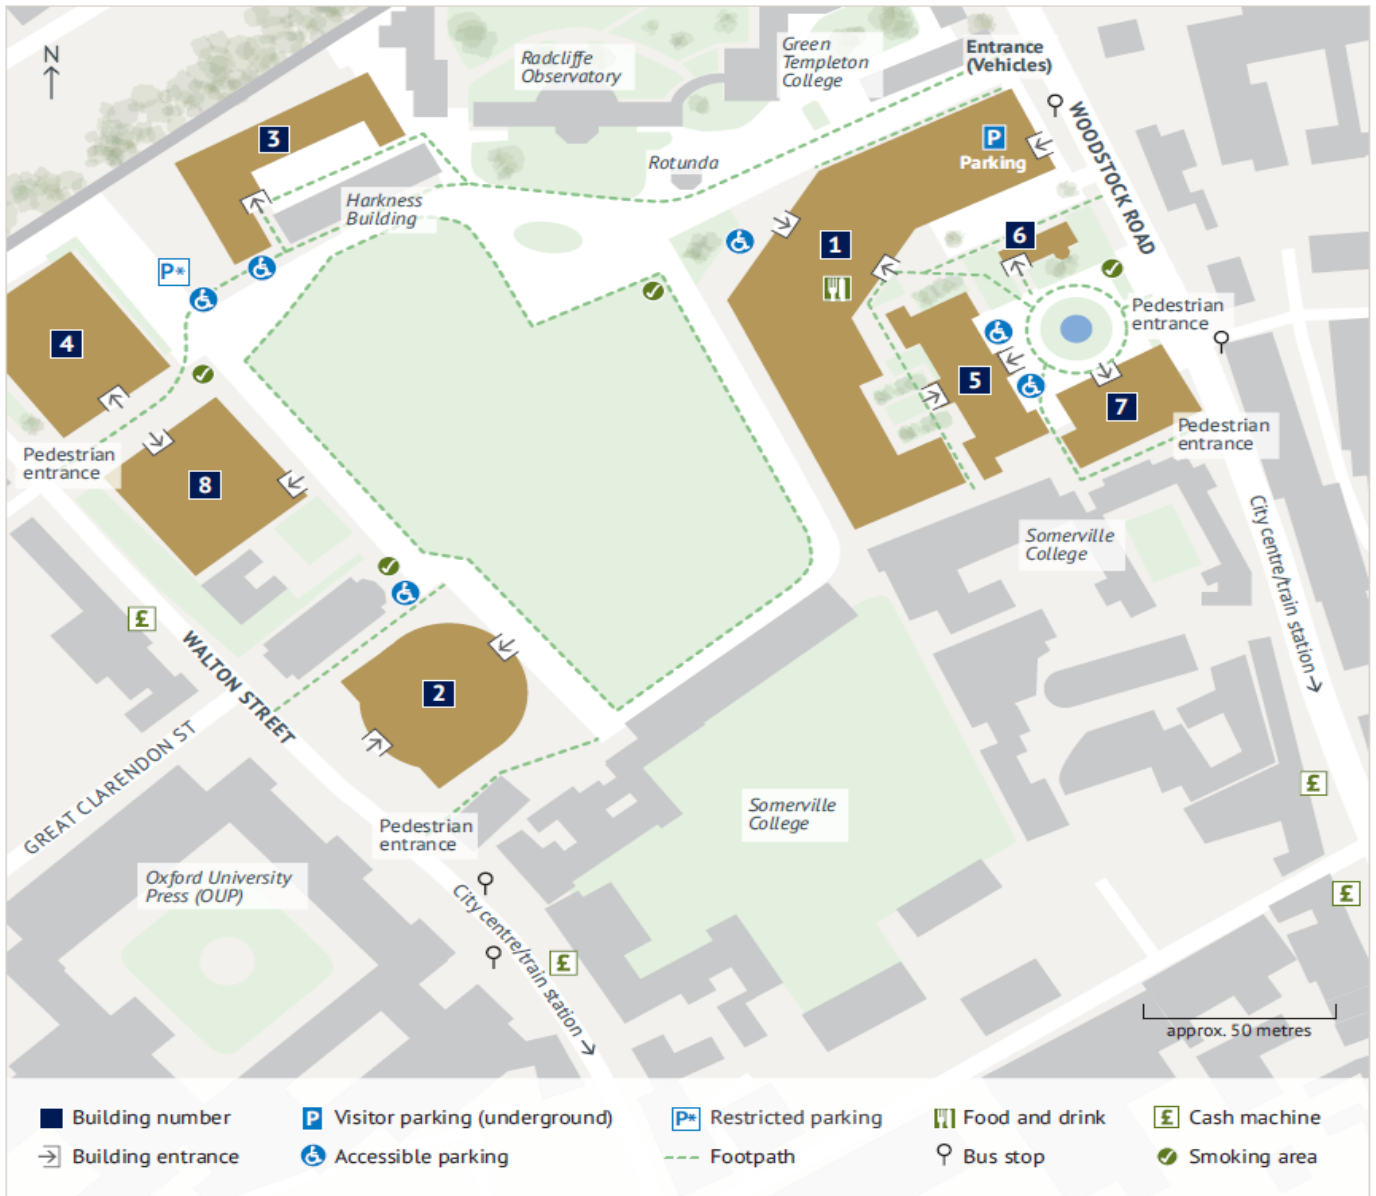 N
Radcliffe
Observatory
Green
Templeton
College
Entrance
(Vehicles)
WOODSTOCK ROAD
3
P
Parking
Rotunda
Harkness
Building
1
6
P*
Pedestrian
entrance
4
5
7
Pedestrian
entrance
Pedestrian
entrance
8
City centre/train station
Somerville
College
£
WALTON STREET
2
GREAT CLARENDON ST
£
Somerville
College
Pedestrian
entrance
Oxford University
Press (OUP)
£
City centre/train station
£
approx. 50 metres
Building number
P Visitor parking (underground)
P* Restricted parking
Food and drink
£ Cash machine
Building entrance
Accessible parking
Footpath
Bus stop
Smoking area